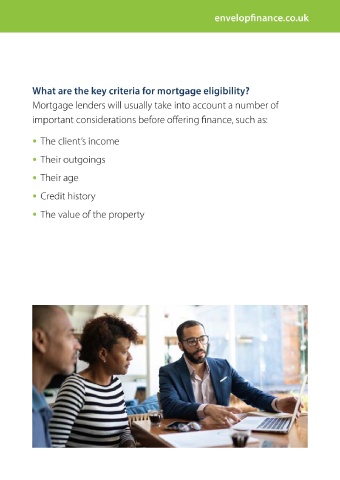 envelopfinance.co.uk
What are the key criteria for mortgage eligibility?
Mortgage lenders will usually take into account a number of
important considerations before offering finance, such as:
• The client's income
• Their outgoings
• Their age
• Credit history
• The value of the property